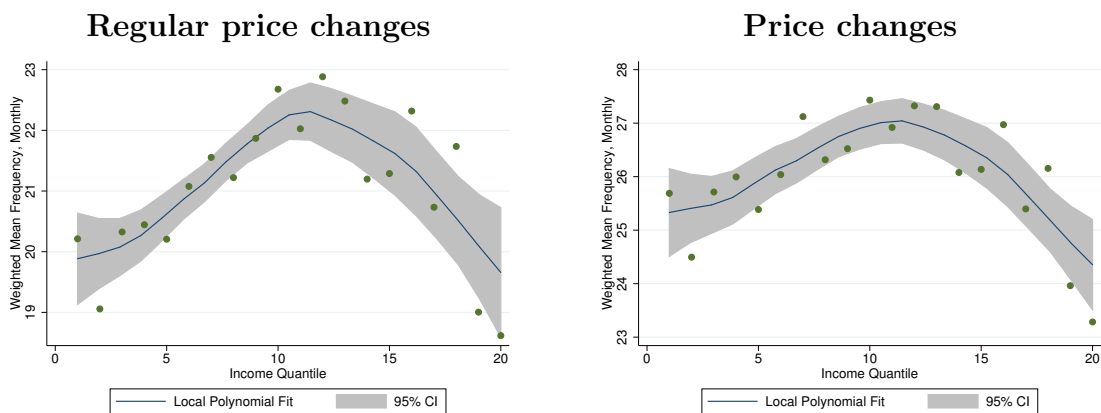 Regular price changes
Weighted Mean Frequency, Monthly
23
22
21
20
19
0 5 10 15 20
Income Quantile
Local Polynomial Fit 95% CI
Price changes
Weighted Mean Frequency, Monthly
28
27
26
25
24
23
0 5 10 15 20
Income Quantile
Local Polynomial Fit 95% CI